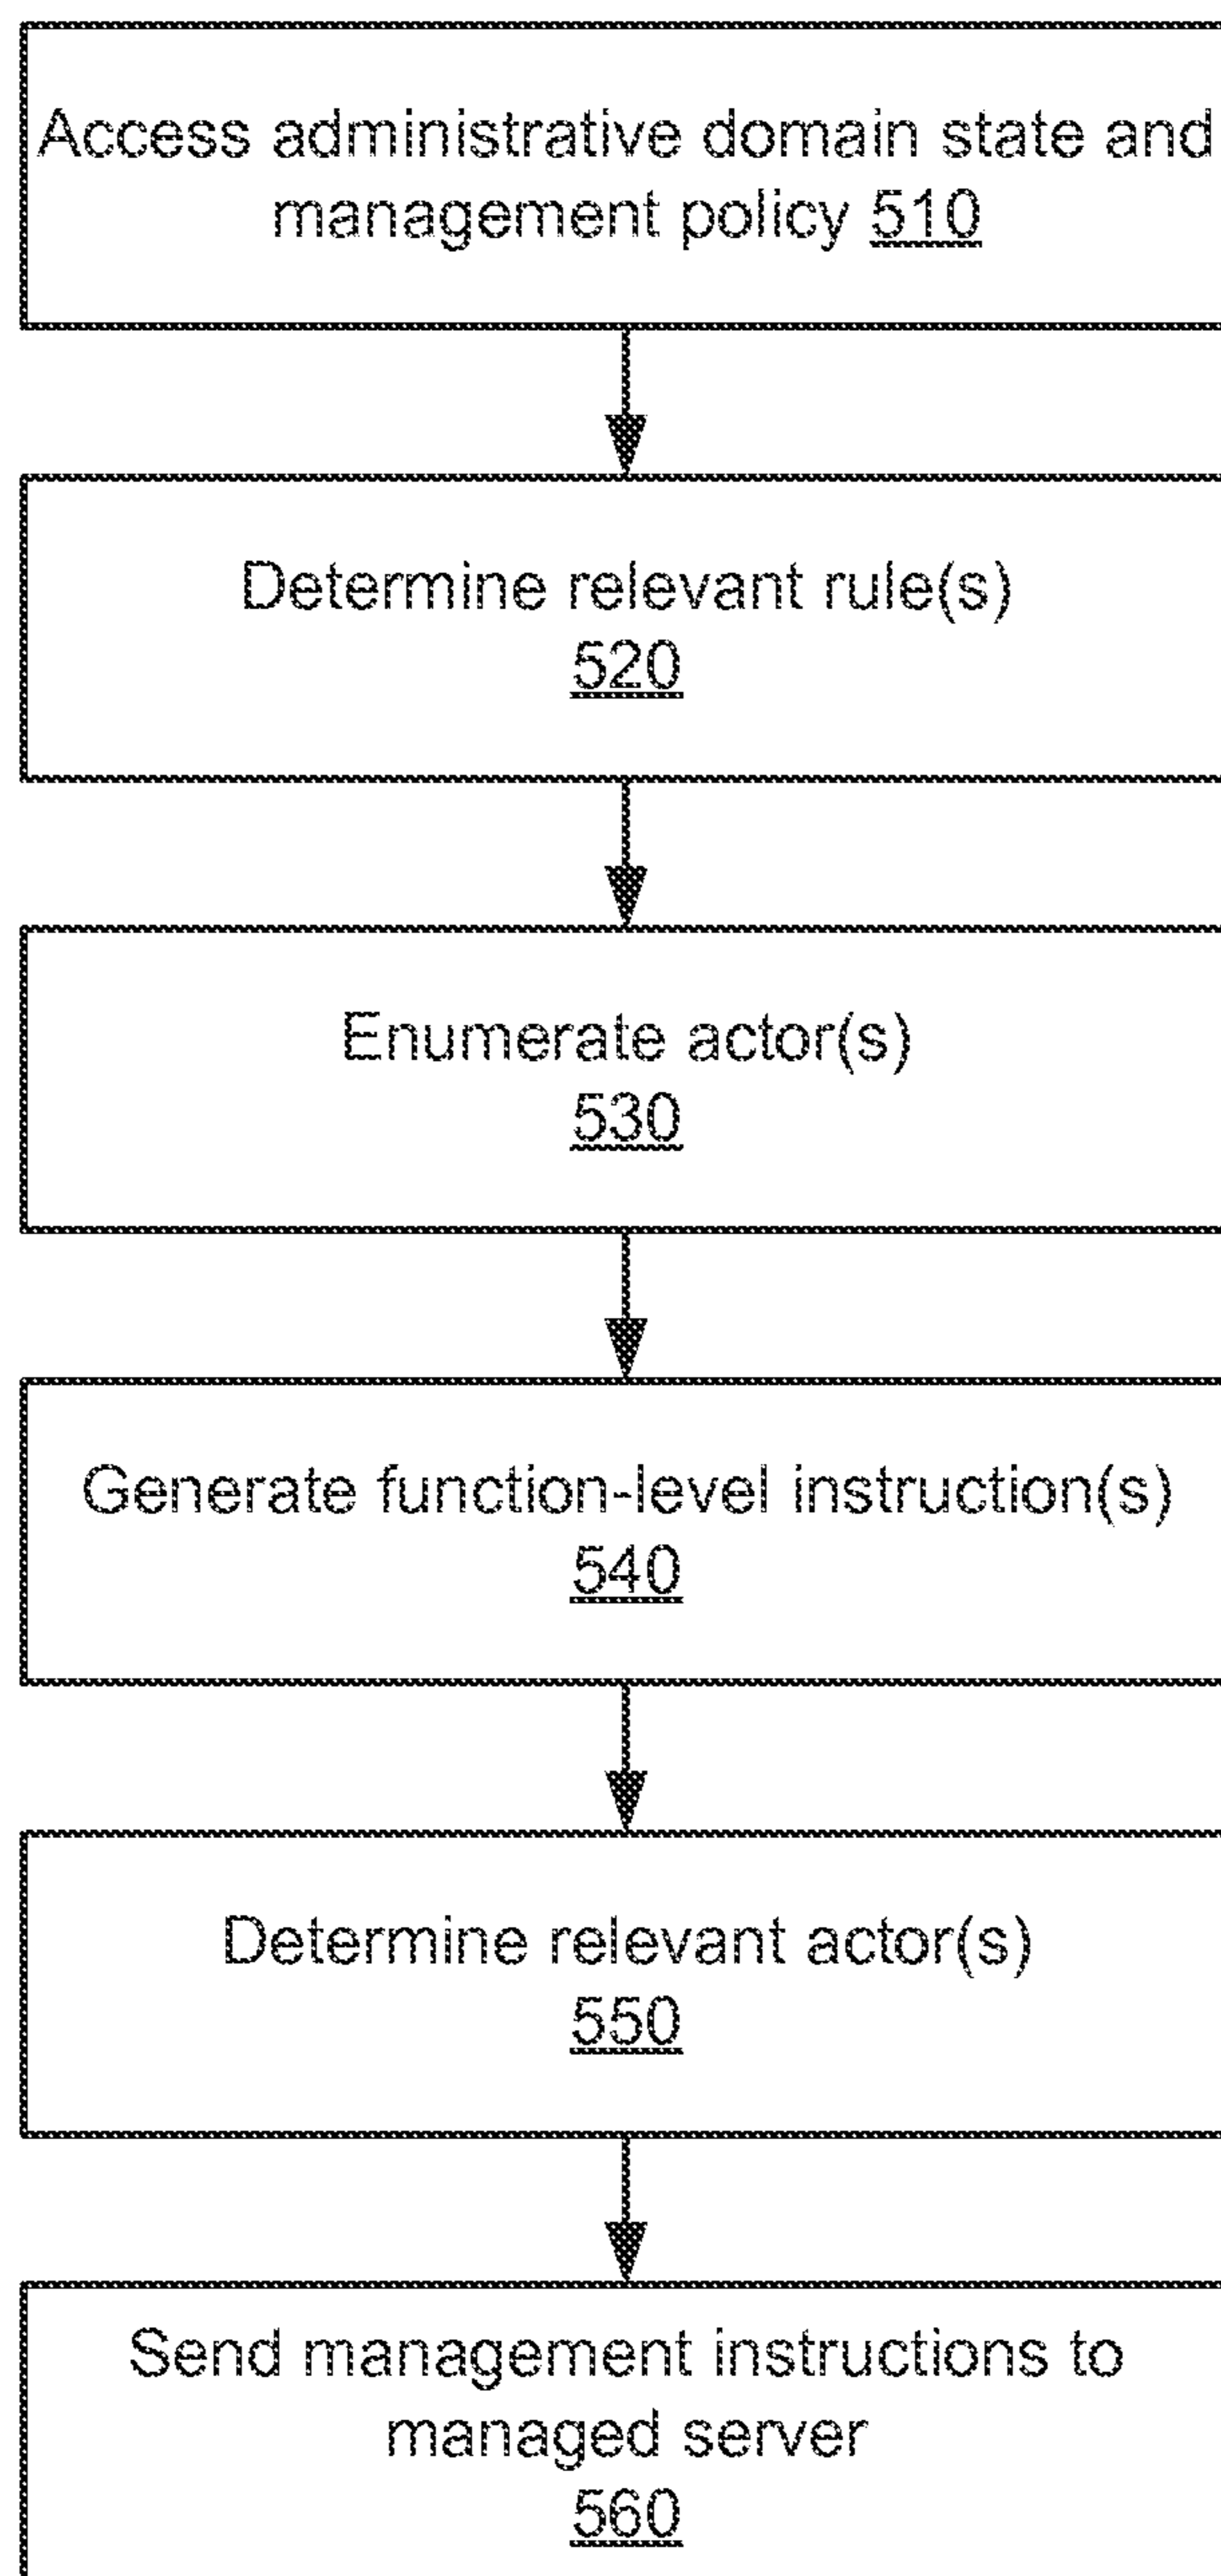 Access administrative domain state and
management policy 510
Determine relevant rule(s)
520
Enumerate actor(s)
530
Generate function-level instruction(s)
540
Determine relevant actor(s)
550
Send management instructions to
managed server
560